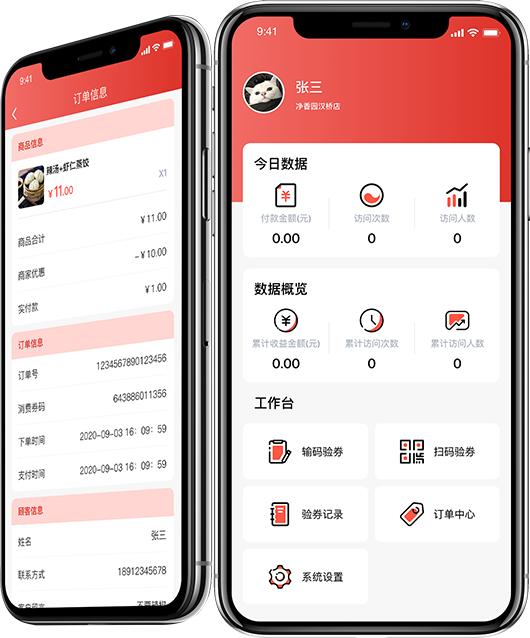 9:41
订单信息
商品信息
辣汤+虾仁蒸饺
¥11.00
X1
商品合计
¥11.00
商家优惠
-¥10.00
实付款
¥1.00
订单信息
订单号
1234567890123456
消费券码
643886011356
下单时间
2020-09-03 16:09:59
支付时间
2020-09-03 16:09:59
顾客信息
姓名
张三
联系方式
18912345678
9:41
张三
净香园汉桥店
今日数据
付款金额(元)
访问次数
访问人数
0.00
0
0
数据概览
累计收益金额(元)
累计访问次数
累计访问人数
0.00
0
0
工作台
输码验券
扫码验券
验券记录
订单中心
系统设置